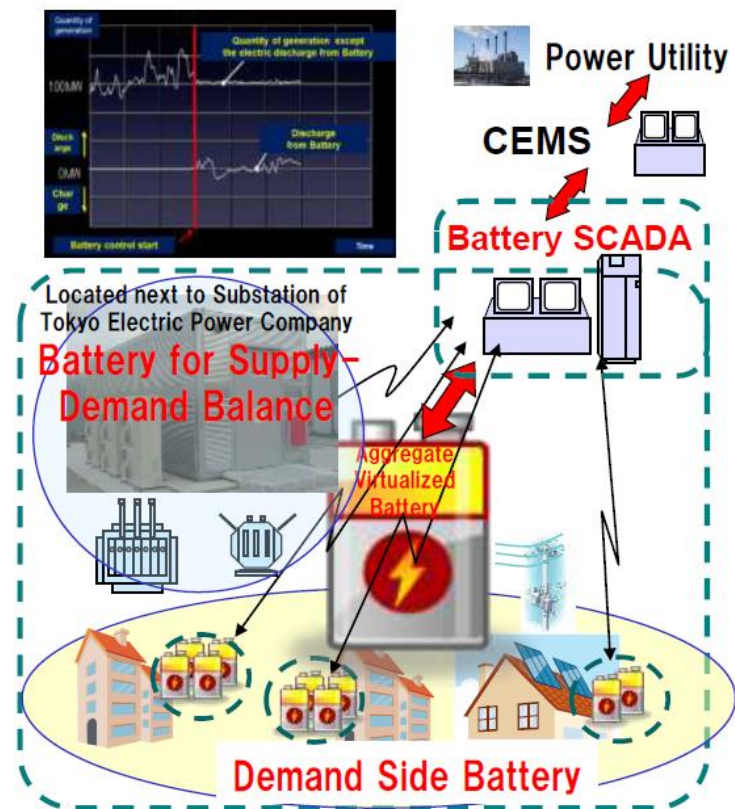 Quantity of
generation
Quantity of generation except
the electric discharge from Battery
100MW
Disch
arge
Discharge
from Battery
0MW
Char
ge
Battery control start
Time
Power Utility
CEMS
Battery SCADA
Located next to Substation of
Tokyo Electric Power Company
Battery for Supply-
Demand Balance
Aggregate
Virtualized
Battery
Demand Side Battery